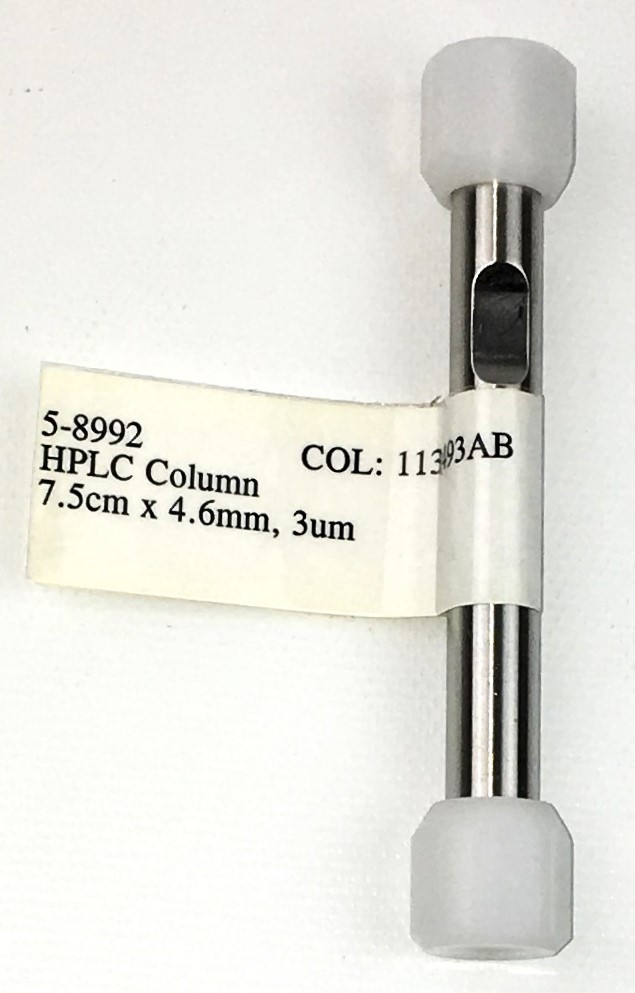 5-8992
HPLC Column
7.5cm x 4.6mm, 3um
COL: